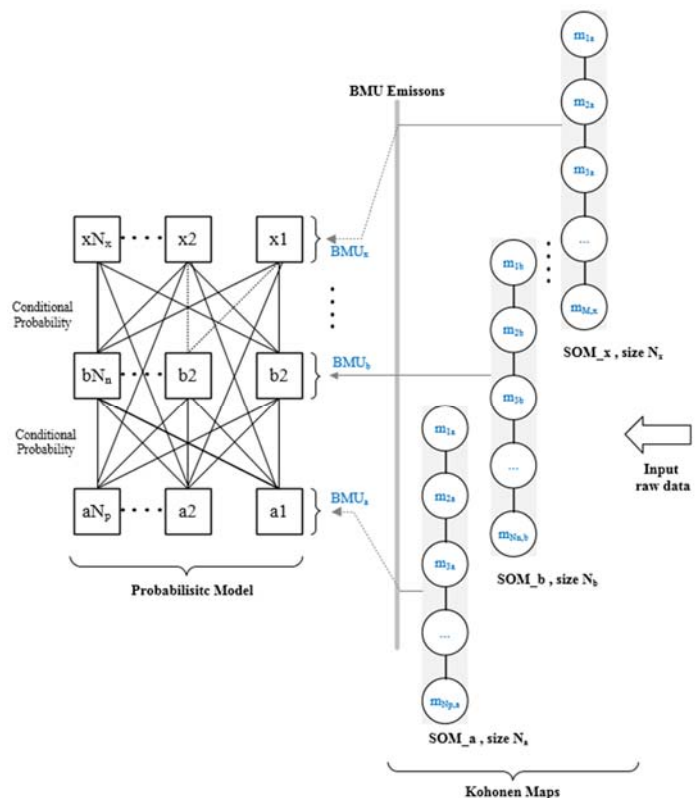 m1a
m2a
BMU Emissons
m3a
xNx
x2
x1
BMUx
...
m1b
mM,x
Conditional
Probability
m2b
SOM_x , size Nx
bNn
b2
b2
BMUb
m3b
m1a
Conditional
Probability
Input
raw data
...
m2a
aNp
a2
a1
BMUa
mNn,b
m3a
SOM_b , size Nb
Probabilisitc Model
...
mNp,a
SOM_a , size Na
Kohonen Maps